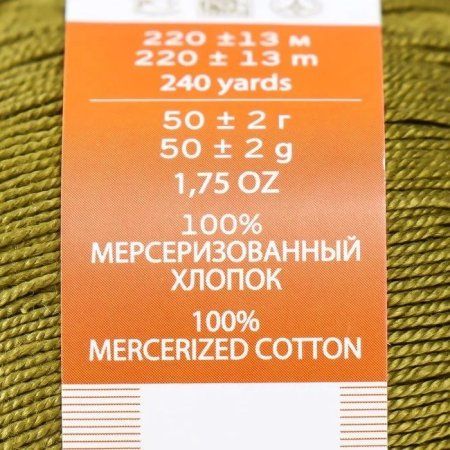 220 ±13 м
220 ± 13 m
240 yards
50 ± 2 г
50 ± 2 g
1,75 OZ
100%
МЕРСЕРИЗОВАННЫЙ
ХЛОПОК
100%
MERCERIZED COTTON